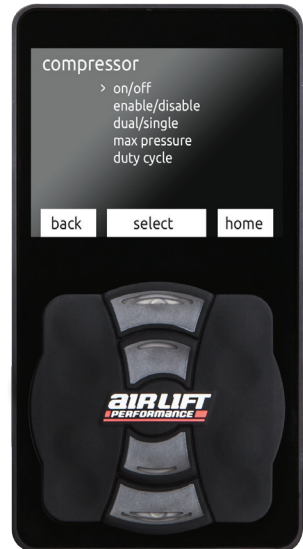 compressor
> on/off
enable/disable
dual/single
max pressure
duty cycle
back select home
AIRLIFT
PERFORMANCE